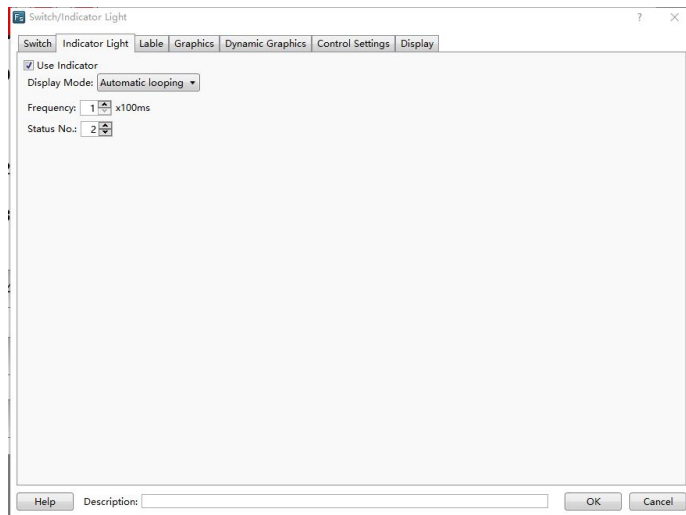 Fs Switch/Indicator Light ?
Switch Indicator Light Lable Graphics Dynamic Graphics Control Settings Display
Use Indicator
Display Mode: Automatic looping
Frequency: 1 x100ms
Status No.: 2
Help Description: OK Cancel